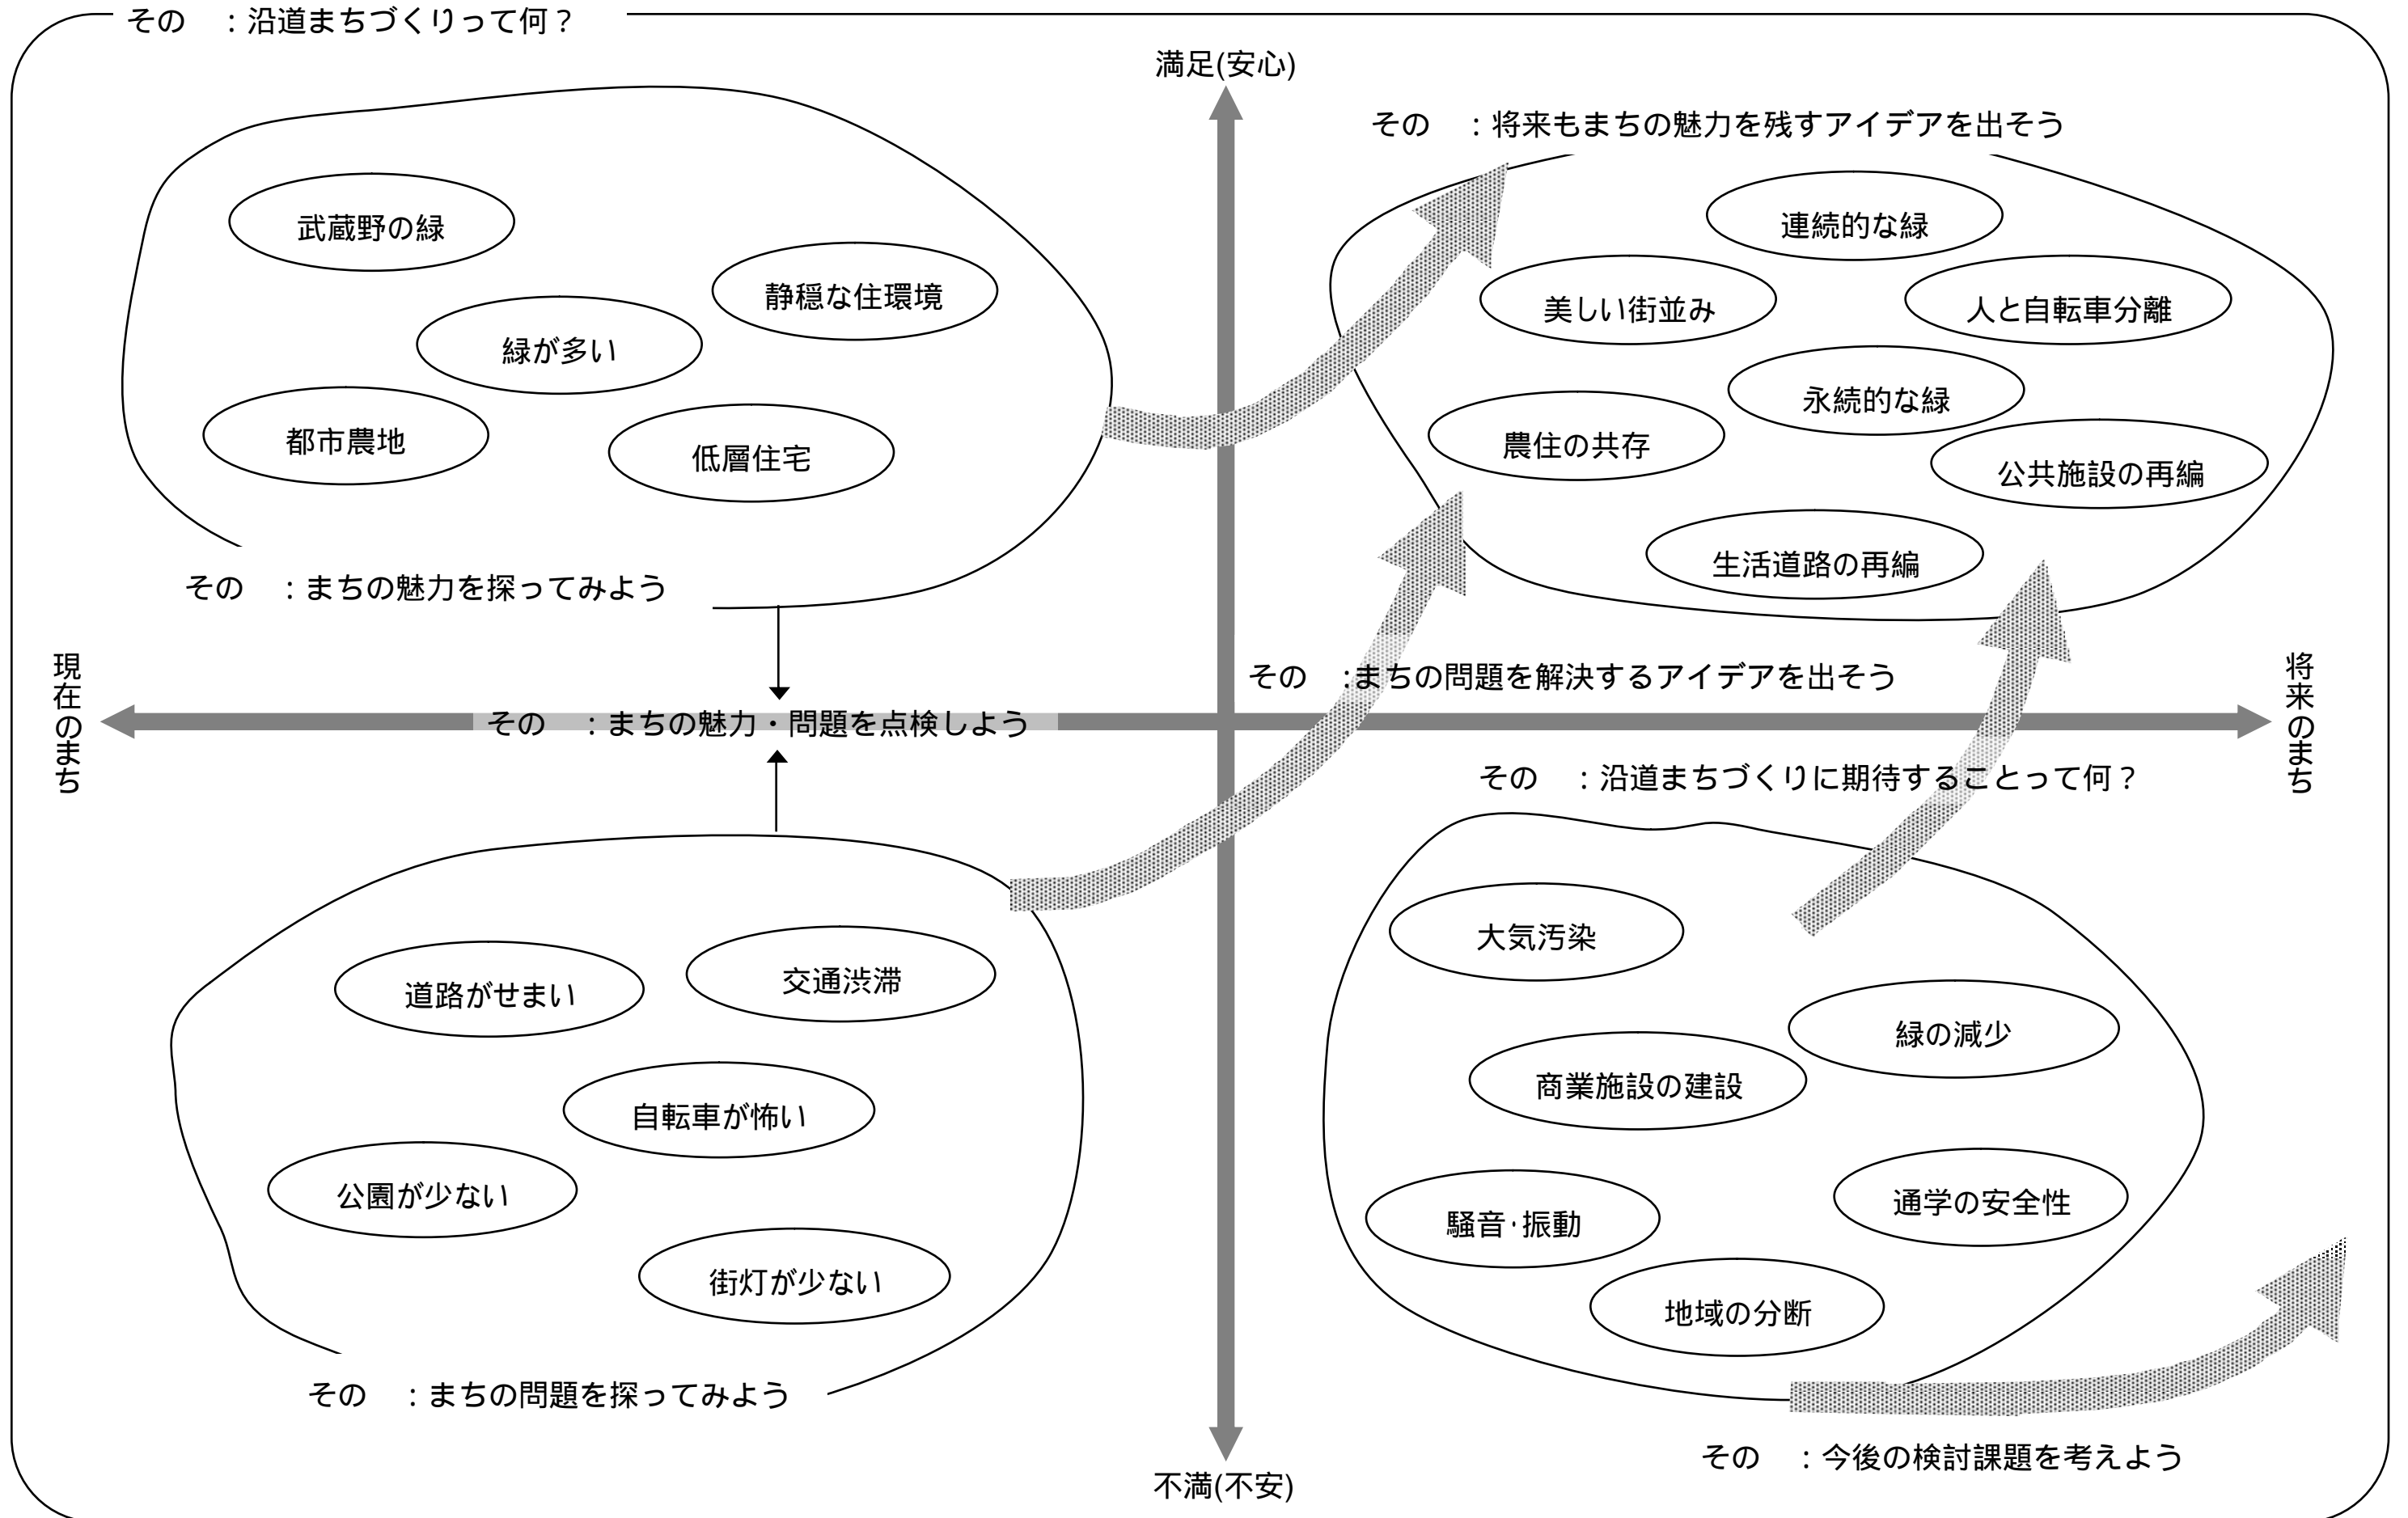 その　：沿道まちづくりって何？
満足(安心)
その　：将来もまちの魅力を残すアイデアを出そう
武蔵野の緑
静穏な住環境
緑が多い
都市農地
低層住宅
その　：まちの魅力を探ってみよう
連続的な緑
美しい街並み
人と自転車分離
永続的な緑
農住の共存
公共施設の再編
生活道路の再編
現在のまち
その　：まちの魅力・問題を点検しよう
その　:まちの問題を解決するアイデアを出そう
将来のまち
その　：沿道まちづくりに期待することって何？
道路がせまい
交通渋滞
自転車が怖い
公園が少ない
街灯が少ない
その　：まちの問題を探ってみよう
大気汚染
緑の減少
商業施設の建設
通学の安全性
騒音･振動
地域の分断
その　：今後の検討課題を考えよう
不満(不安)